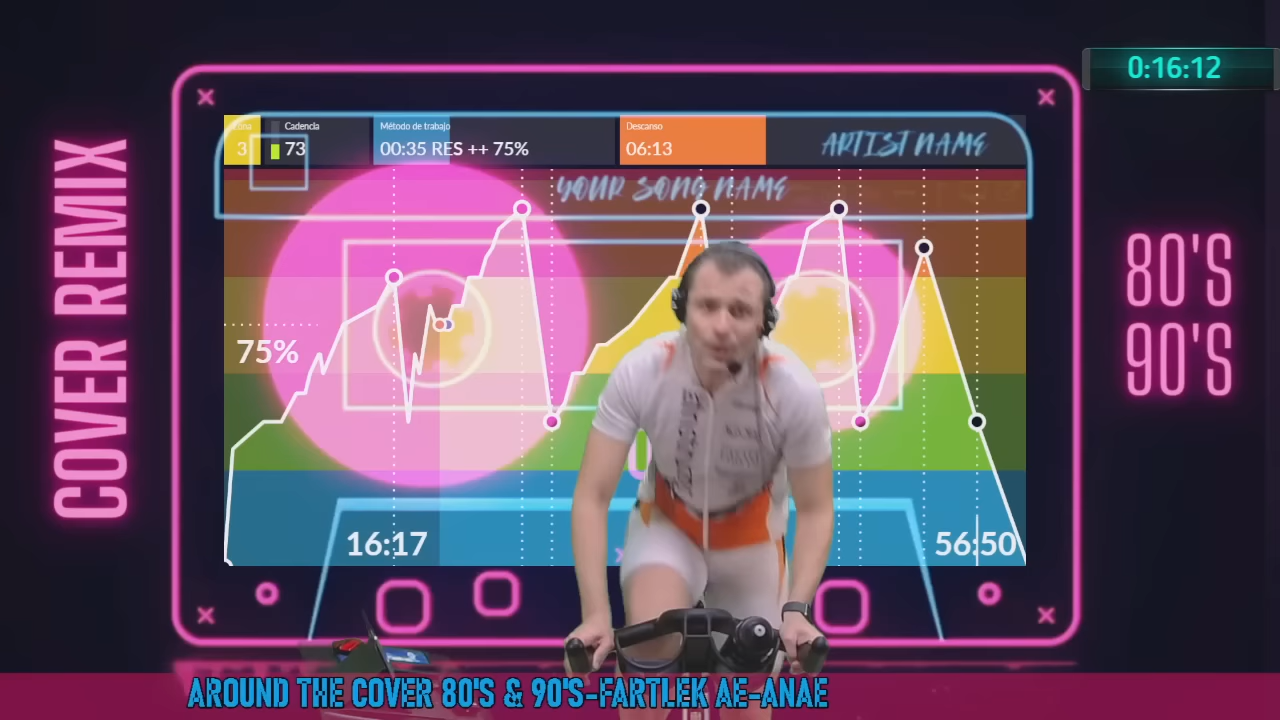 0:16:12
Zona
Cadencia
Método de trabajo
Descanso
3
73
00:35 RES ++ 75%
06:13
ARTIST NAME
YOUR SONG NAME
COVER REMIX
80'S
90'S
75%
16:17
56:50
AROUND THE COVER 80'S & 90'S-FARTLEK AE-ANAE